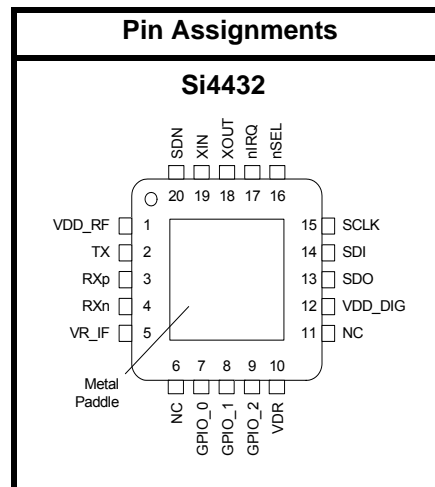 Pin Assignments
Si4432
SDN
XIN
XOUT
nIRQ
nSEL
20 19 18 17 16
VDD_RF 1
TX 2
RXp 3
RXn 4
VR_IF 5
15 SCLK
14 SDI
13 SDO
12 VDD_DIG
11 NC
Metal
Paddle
6 7 8 9 10
NC
GPIO_0
GPIO_1
GPIO_2
VDR